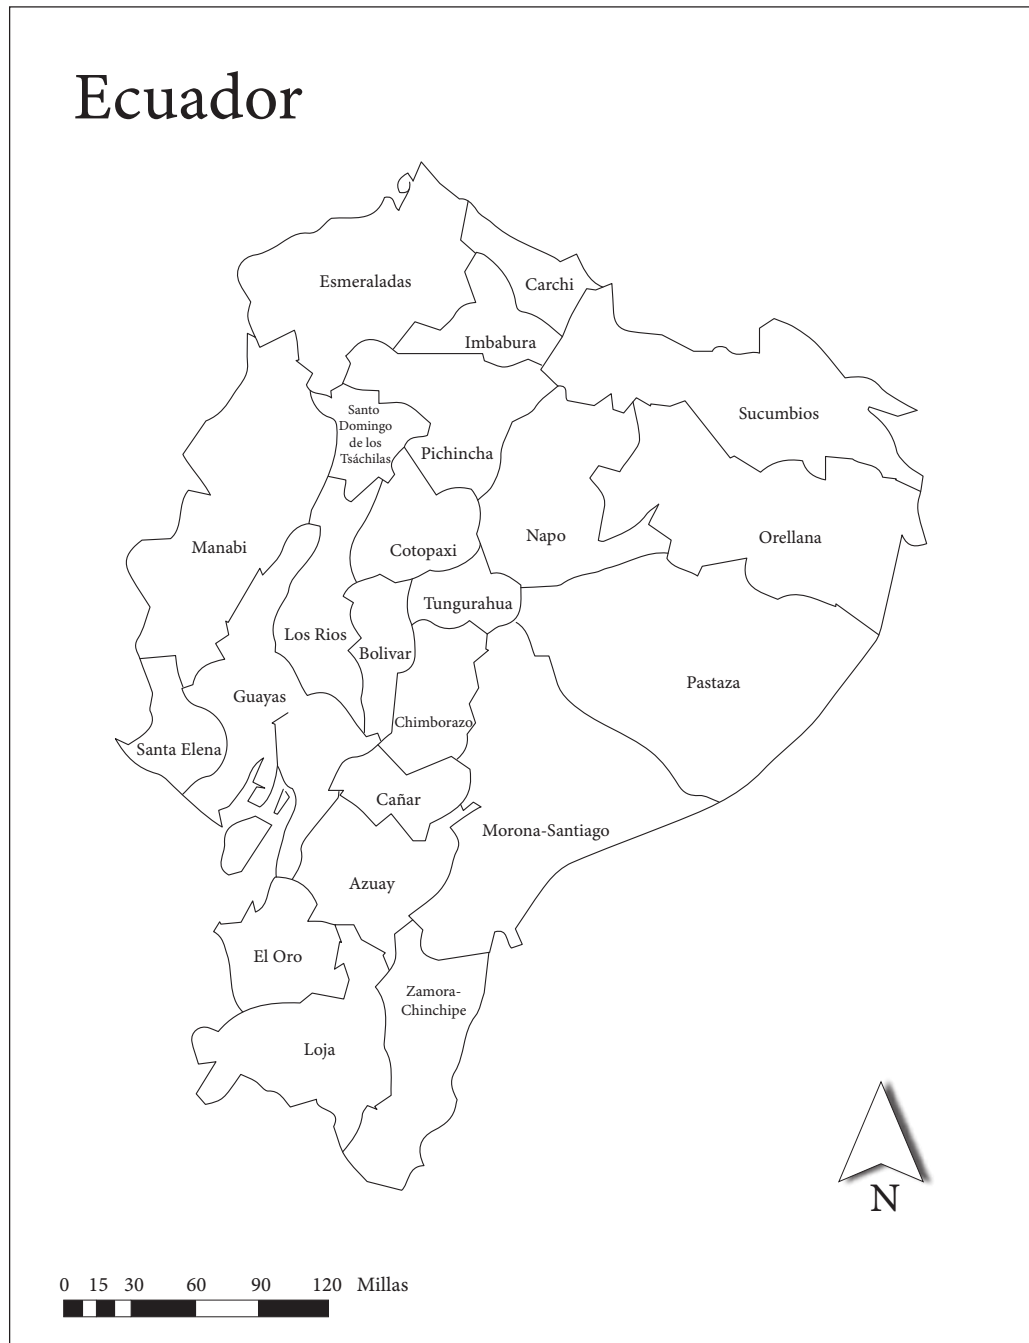 Ecuador
Esmeraladas
Carchi
Imbabura
Santo
Domingo
de los
Tsáchilas
Sucumbios
Pichincha
Manabi
Cotopaxi
Napo
Orellana
Tungurahua
Los Rios
Bolivar
Pastaza
Guayas
Chimborazo
Santa Elena
Cañar
Morona-Santiago
Azuay
El Oro
Zamora-
Chinchipe
Loja
N
0 15 30 60 90 120 Millas